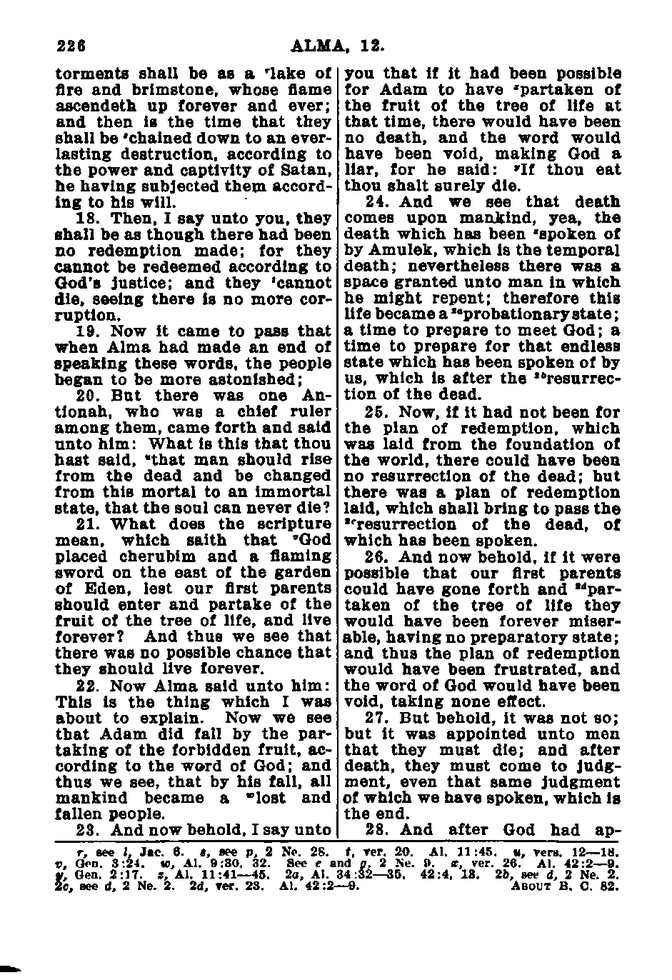 226
ALMA, 12.
torments shall be as a ʳlake of
fire and brimstone, whose flame
ascendeth up forever and ever;
and then is the time that they
shall be ˢchained down to an ever-
lasting destruction, according to
the power and captivity of Satan,
he having subjected them accord-
ing to his will.
18. Then, I say unto you, they
shall be as though there had been
no redemption made; for they
cannot be redeemed according to
God's justice; and they ᵗcannot
die, seeing there is no more cor-
ruption.
19. Now it came to pass that
when Alma had made an end of
speaking these words, the people
began to be more astonished;
20. But there was one An-
tionah, who was a chief ruler
among them, came forth and said
unto him: What is this that thou
hast said, ᵘthat man should rise
from the dead and be changed
from this mortal to an immortal
state, that the soul can never die?
21. What does the scripture
mean, which saith that ᵛGod
placed cherubim and a flaming
sword on the east of the garden
of Eden, lest our first parents
should enter and partake of the
fruit of the tree of life, and live
forever? And thus we see that
there was no possible chance that
they should live forever.
22. Now Alma said unto him:
This is the thing which I was
about to explain. Now we see
that Adam did fall by the par-
taking of the forbidden fruit, ac-
cording to the word of God; and
thus we see, that by his fall, all
mankind became a ʷlost and
fallen people.
23. And now behold, I say unto
you that if it had been possible
for Adam to have ˣpartaken of
the fruit of the tree of life at
that time, there would have been
no death, and the word would
have been void, making God a
liar, for he said: ʸIf thou eat
thou shalt surely die.
24. And we see that death
comes upon mankind, yea, the
death which has been ᶻspoken of
by Amulek, which is the temporal
death; nevertheless there was a
space granted unto man in which
he might repent; therefore this
life became a ²ᵃprobationary state;
a time to prepare to meet God; a
time to prepare for that endless
state which has been spoken of by
us, which is after the ²ᵇresurrec-
tion of the dead.
25. Now, if it had not been for
the plan of redemption, which
was laid from the foundation of
the world, there could have been
no resurrection of the dead; but
there was a plan of redemption
laid, which shall bring to pass the
²ᶜresurrection of the dead, of
which has been spoken.
26. And now behold, if it were
possible that our first parents
could have gone forth and ²ᵈpar-
taken of the tree of life they
would have been forever miser-
able, having no preparatory state;
and thus the plan of redemption
would have been frustrated, and
the word of God would have been
void, taking none effect.
27. But behold, it was not so;
but it was appointed unto men
that they must die; and after
death, they must come to judg-
ment, even that same judgment
of which we have spoken, which is
the end.
28. And after God had ap-
r, see l, Jac. 6. s, see p, 2 Ne. 28. t, ver. 20. Al. 11:45. u, vers. 12—18.
v, Gen. 3:24. w, Al. 9:30, 32. See e and g, 2 Ne. 9. x, ver. 26. Al. 42:2—9.
y, Gen. 2:17. z, Al. 11:41—45. 2a, Al. 34:32—35. 42:4, 13. 2b, see d, 2 Ne. 2.
2c, see d, 2 Ne. 2. 2d, ver. 23. Al. 42:2—9. ABOUT B. C. 82.